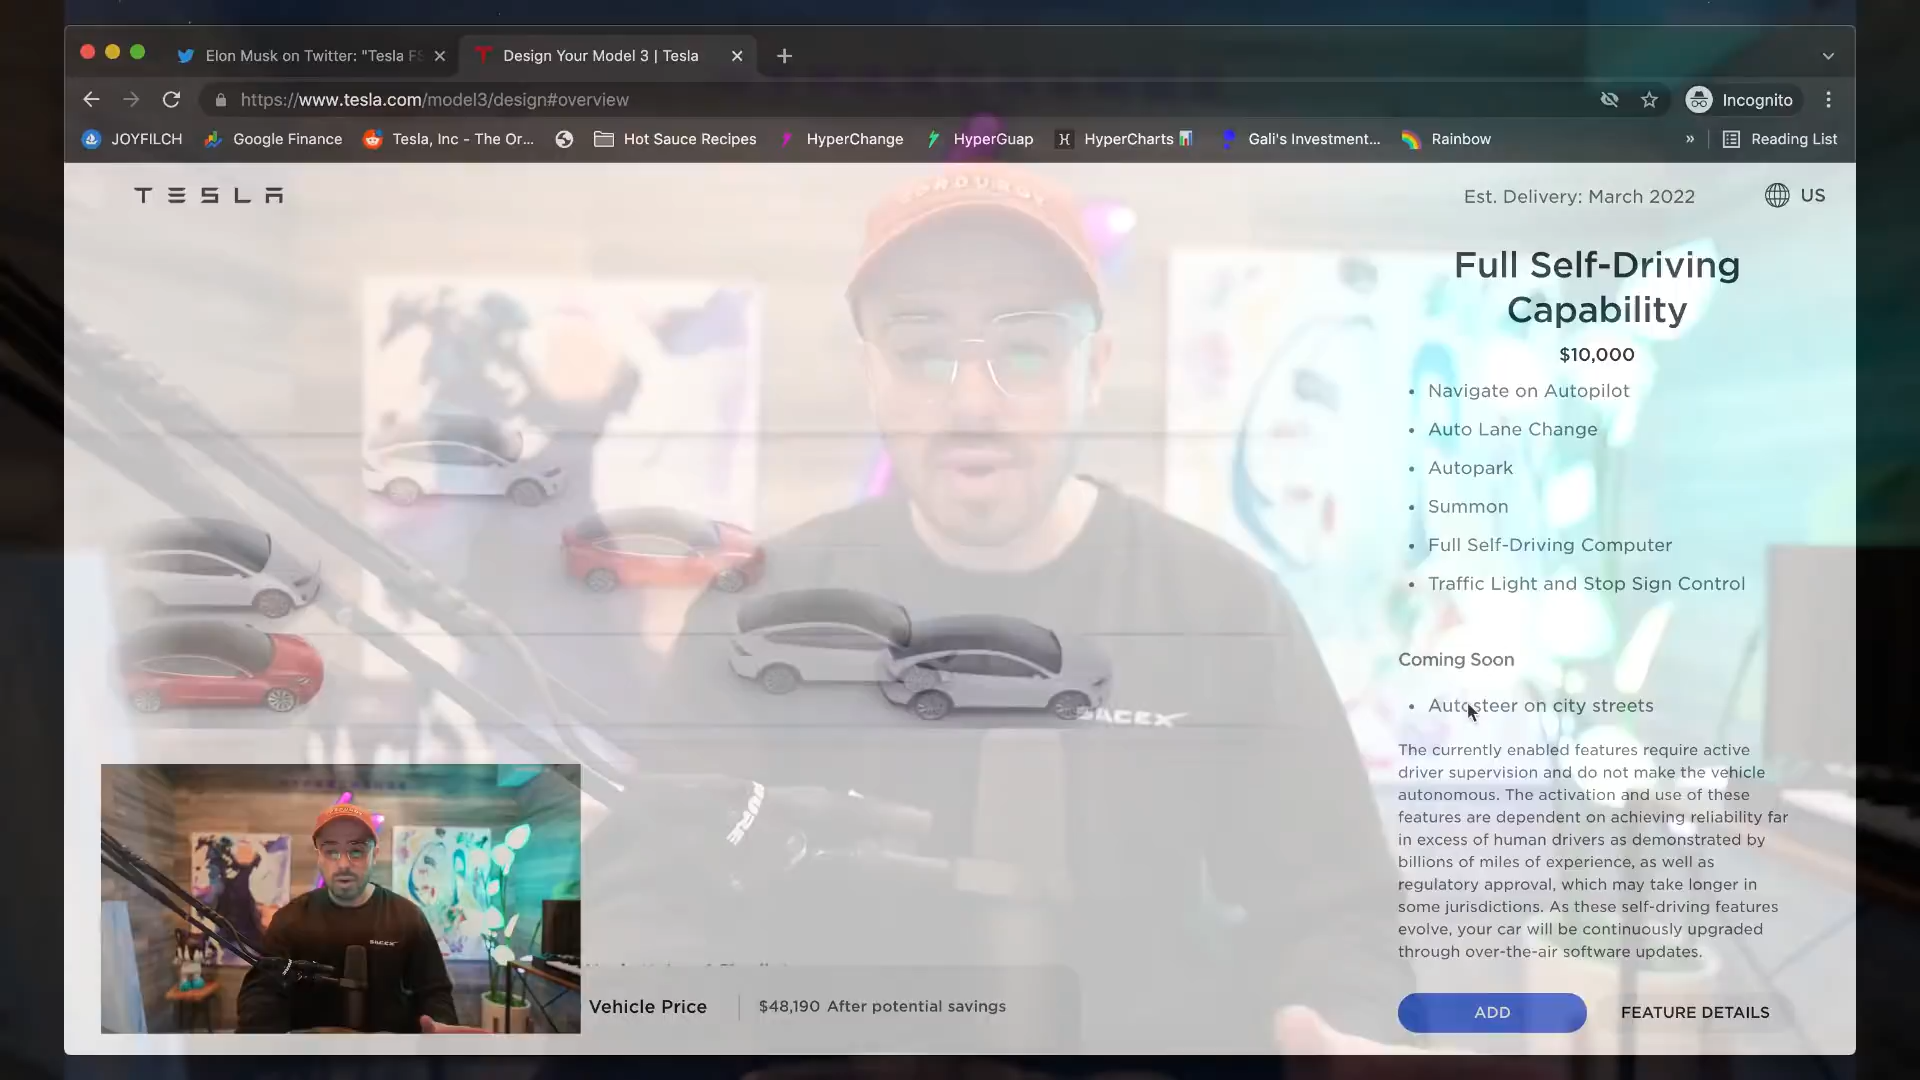 Elon Musk on Twitter: "Tesla FS
Design Your Model 3 | Tesla
https://www.tesla.com/model3/design#overview
Incognito
JOYFILCH
Google Finance
Tesla, Inc - The Or...
Hot Sauce Recipes
HyperChange
HyperGuap
HyperCharts
Gali's Investment...
Rainbow
»
Reading List
TESLA
Est. Delivery: March 2022
US
CORDUROY
Full Self-Driving
Capability
$10,000
• Navigate on Autopilot
• Auto Lane Change
• Autopark
• Summon
• Full Self-Driving Computer
• Traffic Light and Stop Sign Control
Coming Soon
• Autosteer on city streets
SPACEX
The currently enabled features require active
driver supervision and do not make the vehicle
autonomous. The activation and use of these
features are dependent on achieving reliability far
in excess of human drivers as demonstrated by
billions of miles of experience, as well as
regulatory approval, which may take longer in
some jurisdictions. As these self-driving features
evolve, your car will be continuously upgraded
through over-the-air software updates.
Vehicle Price
$48,190 After potential savings
ADD
FEATURE DETAILS